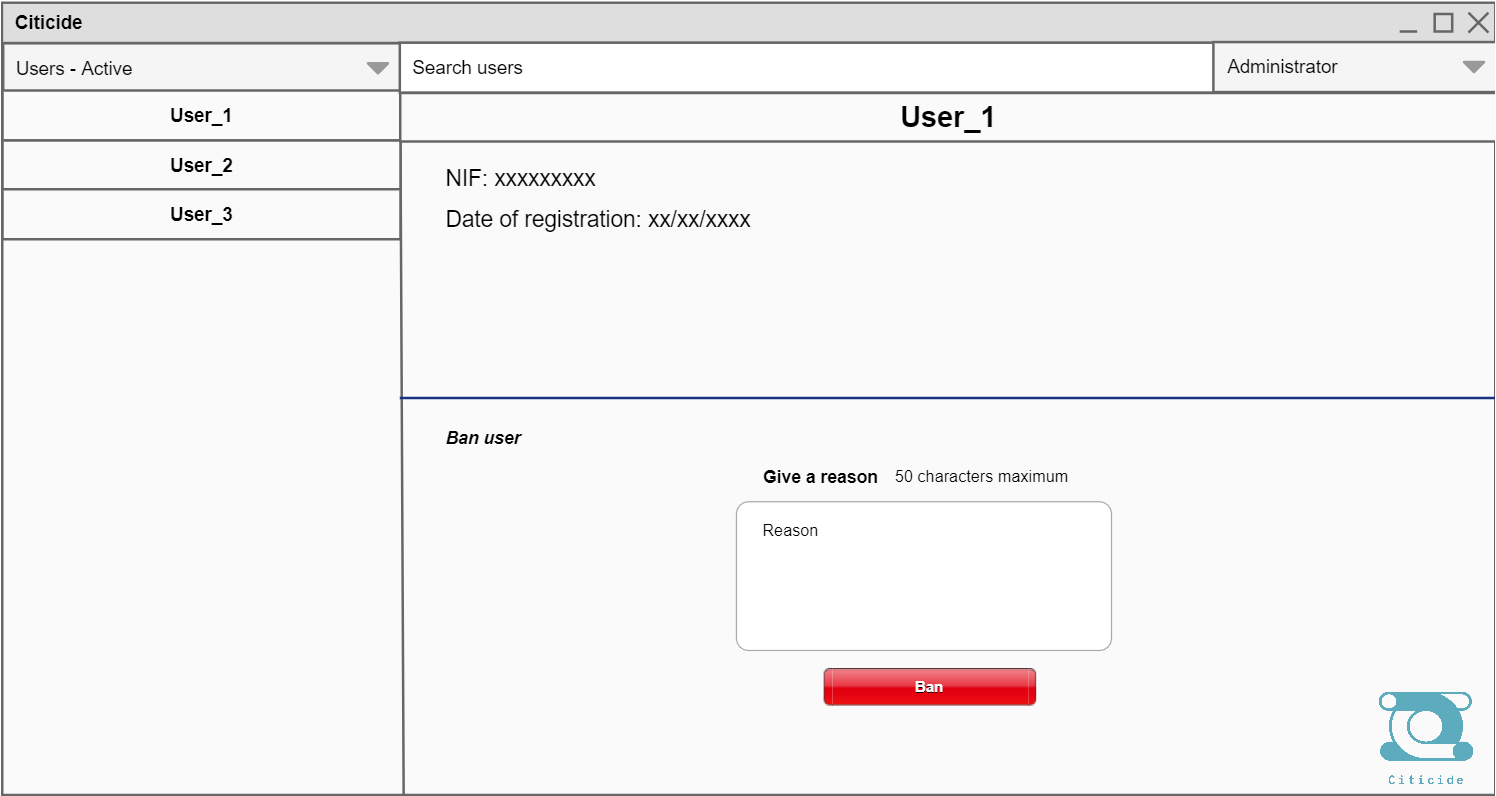 Citicide
Users - Active
Search users
Administrator
User_1
User_2
User_3
User_1
NIF: xxxxxxxxx
Date of registration: xx/xx/xxxx
Ban user
Give a reason 50 characters maximum
Reason
Ban
Citicide